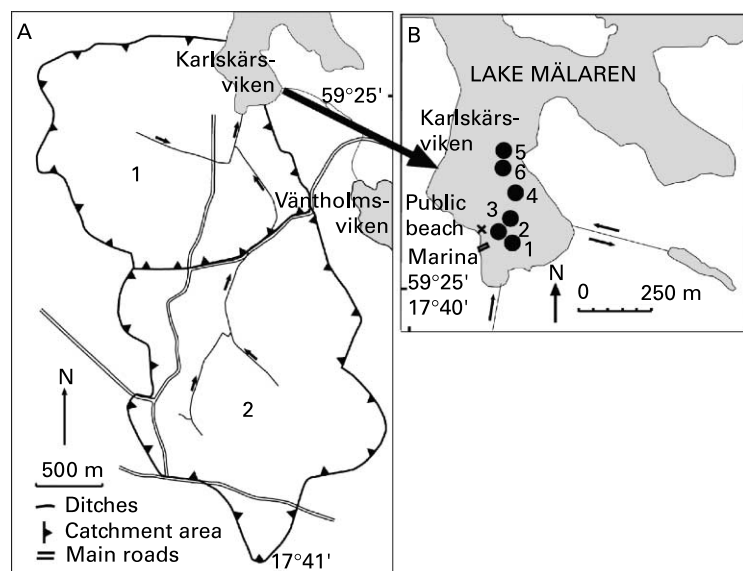 A
Karlskärs-
viken
59°25'
1
Väntholms-
viken
2
N
500 m
Ditches
Catchment area
Main roads
17°41'
B
LAKE MÄLAREN
Karlskärs-
viken
5
6
4
Public
beach
3
2
Marina
1
59°25'
17°40'
N
0 250 m